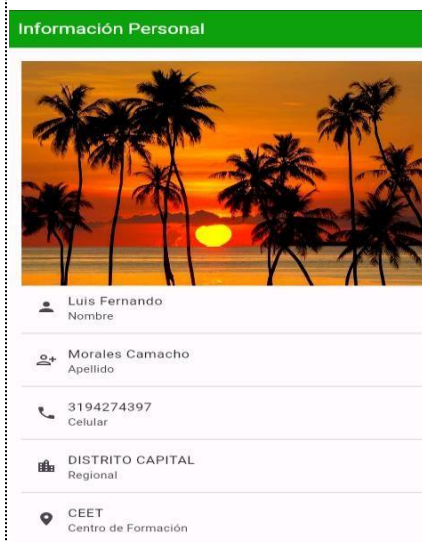 Información Personal
Luis Fernando
Nombre
Morales Camacho
Apellido
3194274397
Celular
DISTRITO CAPITAL
Regional
CEET
Centro de Formación